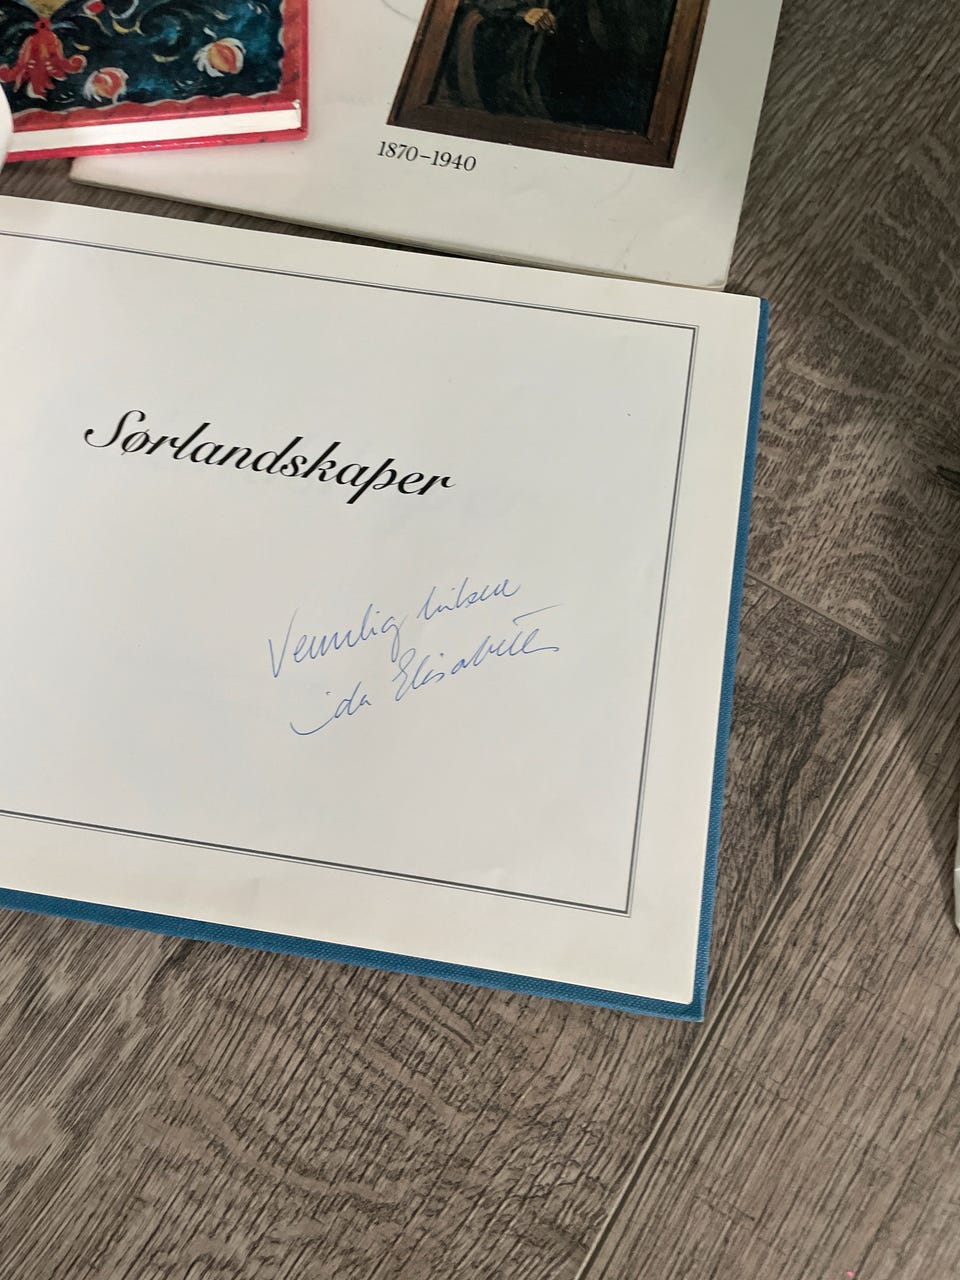 1870–1940
Sørlandskaper
Vennlig hilsen
ida Elisabeth